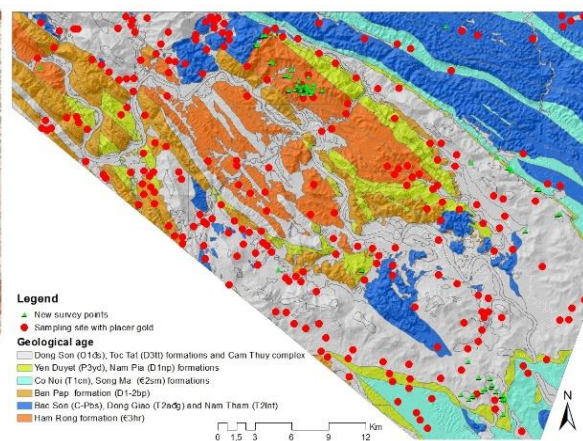 Legend
New survey points
Sampling site with placer gold
Geological age
Dong Son (O1đs), Toc Tat (D3tt) formations and Cam Thuy complex
Yen Duyet (P3yd), Nam Pia (D1np) formations
Co Noi (T1cn), Song Ma (€2sm) formations
Ban Pap formation (D1-2bp)
Bac Son (C-Pbs), Dong Giao (T2adg) and Nam Tham (T2lnt)
Ham Rong formation (€3hr)
0 1,5 3 6 9 12
Km
N